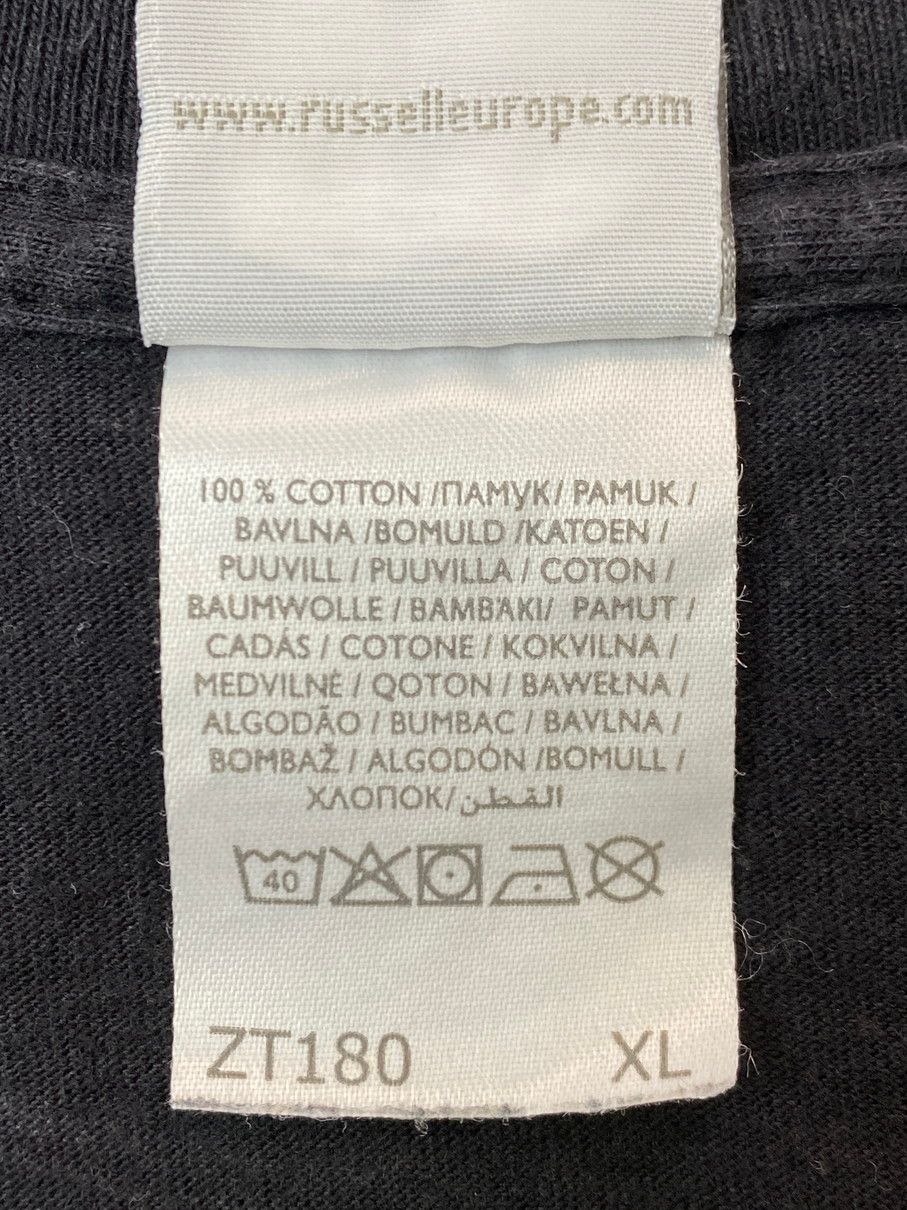 www.russelleurope.com
100 % COTTON /ПАМУК/ PAMUK /
BAVLNA /BOMULD /KATOEN /
PUUVILL / PUUVILLA / COTON /
BAUMWOLLE / BAMBAKI/ PAMUT /
CADÁS / COTONE / KOKVILNA /
MEDVILNĖ / QOTON / BAWEŁNA /
ALGODÃO / BUMBAC / BAVLNA /
BOMBAŽ / ALGODÓN /BOMULL /
ХЛОПОК/القطن
40
ZT180 XL